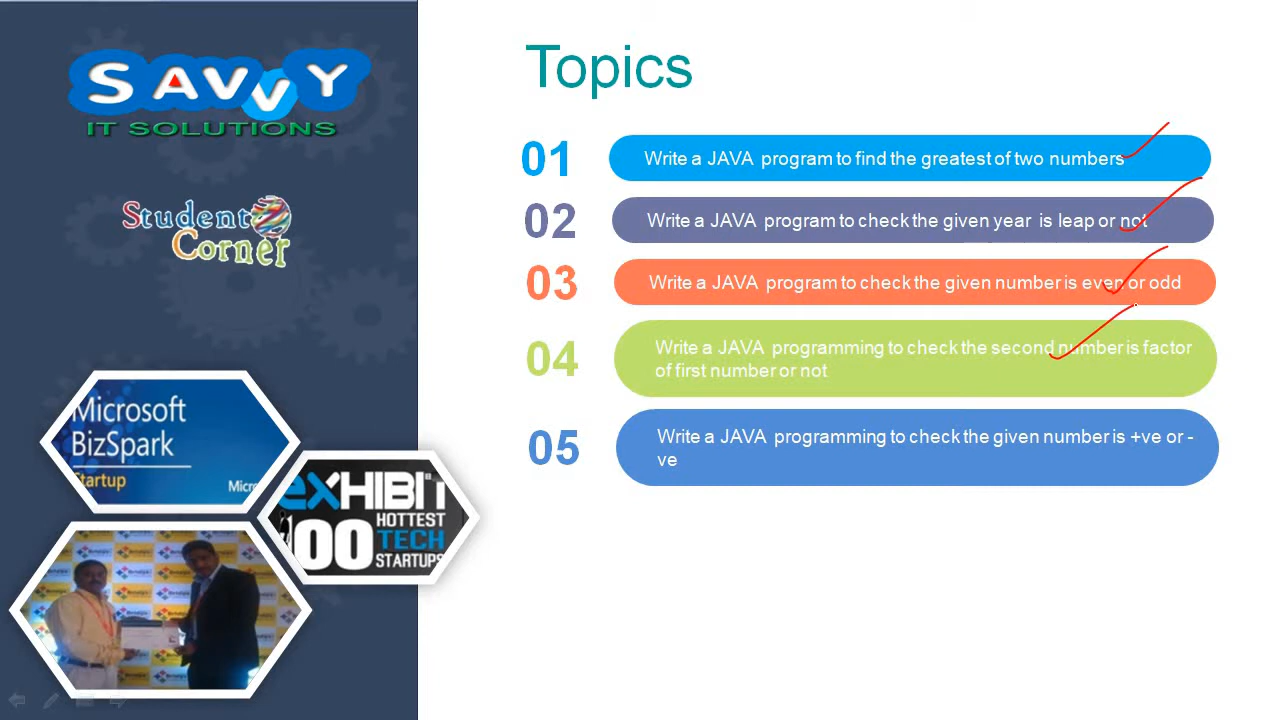 SAVVY
IT SOLUTIONS
Student
Corner
Microsoft
BizSpark
Startup
Micr
eXHIBIT
100
HOTTEST
TECH
STARTUPS
Topics
01
Write a JAVA program to find the greatest of two numbers
02
Write a JAVA program to check the given year is leap or not
03
Write a JAVA program to check the given number is even or odd
04
Write a JAVA programming to check the second number is factor
of first number or not
05
Write a JAVA programming to check the given number is +ve or -
ve